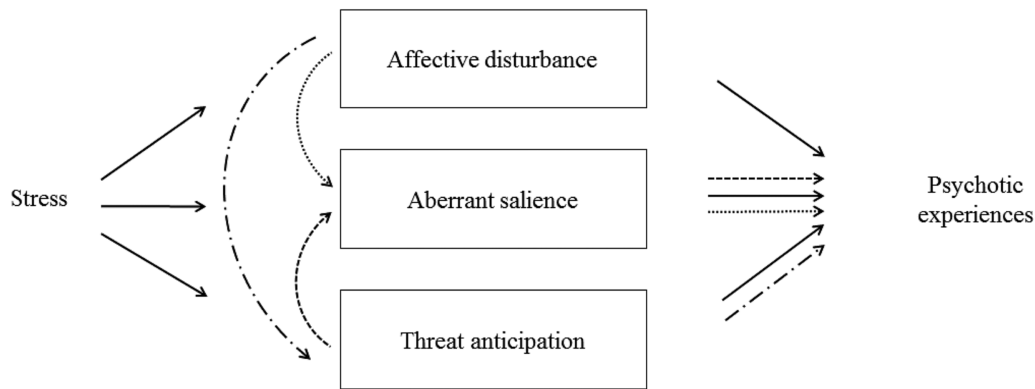 Affective disturbance
Stress
Aberrant salience
Psychotic
experiences
Threat anticipation